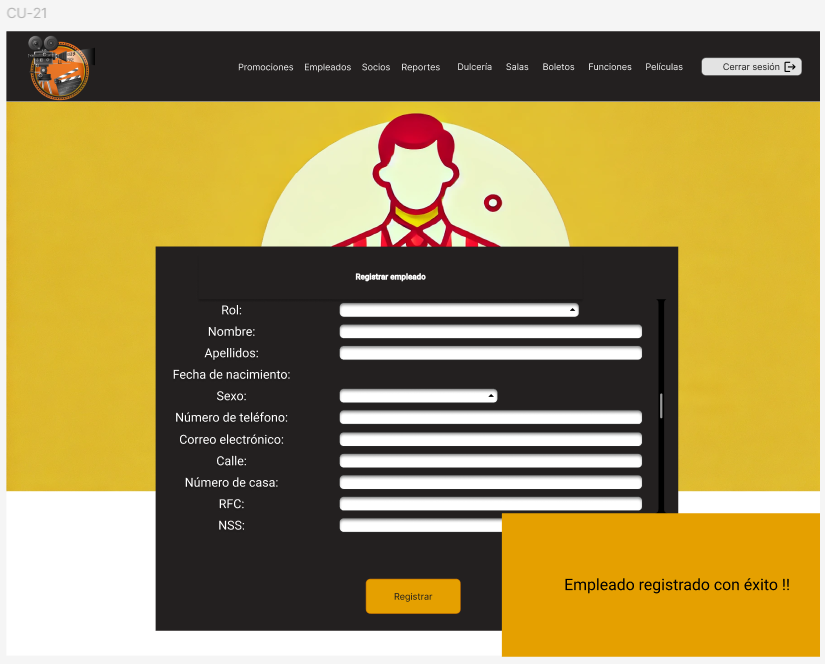 CU-21
Promociones Empleados Socios Reportes Dulcería Salas Boletos Funciones Películas Cerrar sesión
Registrar empleado
Rol:
Nombre:
Apellidos:
Fecha de nacimiento:
Sexo:
Número de teléfono:
Correo electrónico:
Calle:
Número de casa:
RFC:
NSS:
Empleado registrado con éxito !!
Registrar